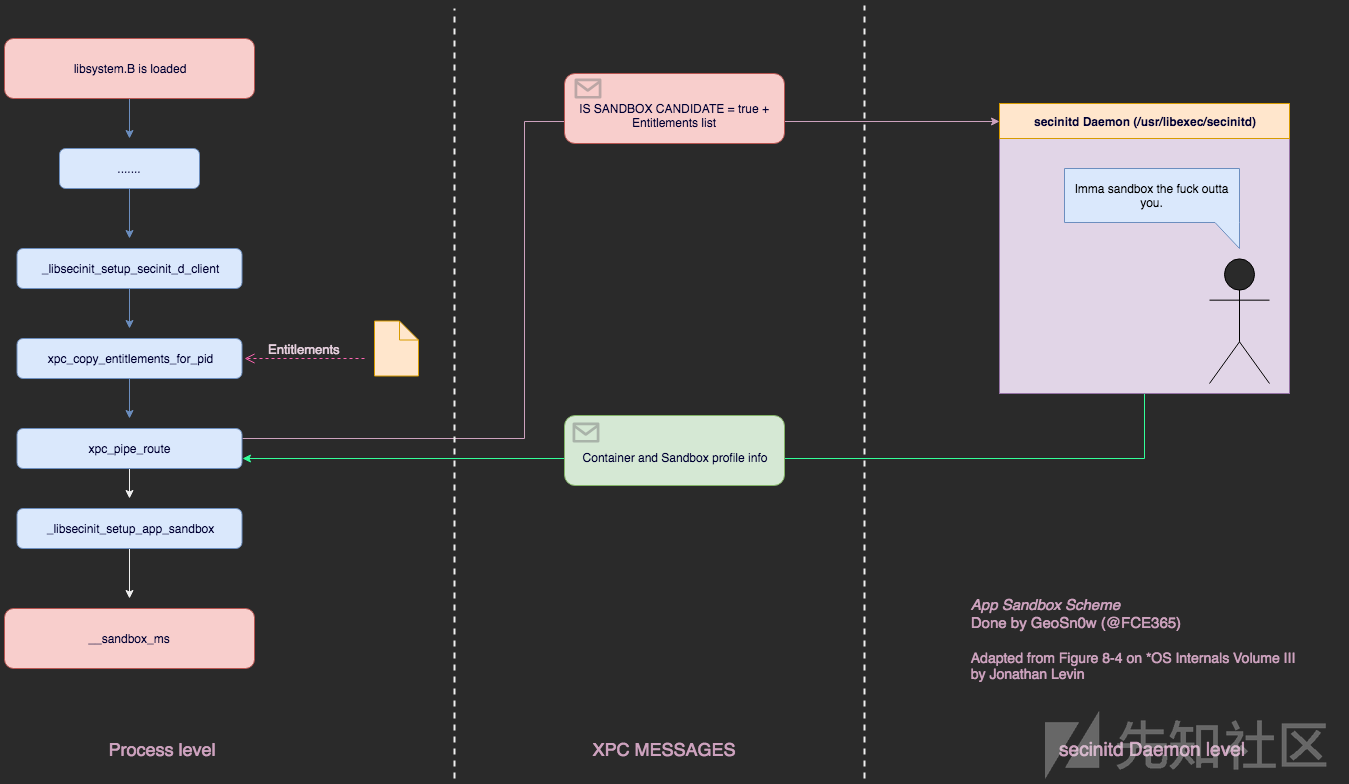 libsystem.B is loaded
.......
_libsecinit_setup_secinit_d_client
xpc_copy_entitlements_for_pid
Entitlements
xpc_pipe_route
_libsecinit_setup_app_sandbox
__sandbox_ms
Process level
IS SANDBOX CANDIDATE = true +
Entitlements list
Container and Sandbox profile info
XPC MESSAGES
secinitd Daemon (/usr/libexec/secinitd)
Imma sandbox the fuck outta
you.
App Sandbox Scheme
Done by GeoSn0w (@FCE365)
Adapted from Figure 8-4 on *OS Internals Volume III
by Jonathan Levin
secinitd Daemon level
先知社区